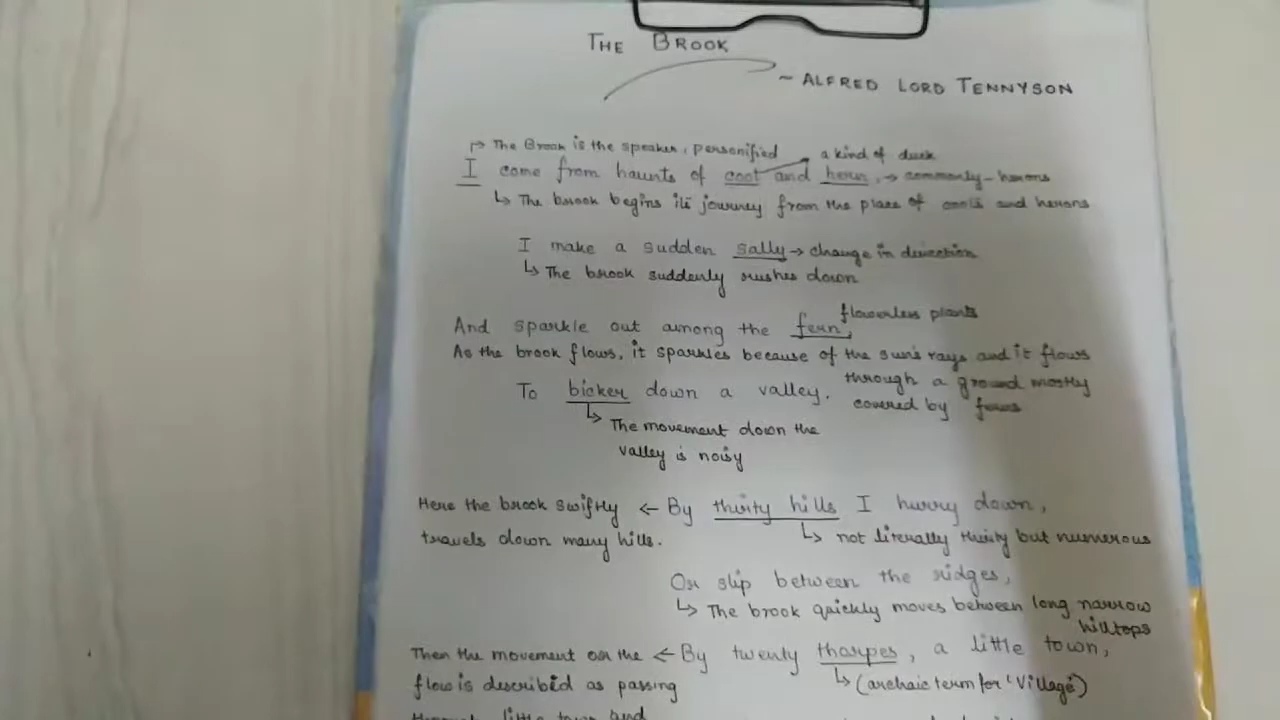 THE BROOK
~ ALFRED LORD TENNYSON
The Brook is the speaker, personified
a kind of duck
I come from haunts of coot and hern, → commonly - herons
↳ The brook begins its journey from the place of coots and herons
I make a sudden sally → change in direction
↳ The brook suddenly rushes down
flowerless plants
And sparkle out among the fern,
As the brook flows, it sparkles because of the sun's rays and it flows
through a ground mostly
To bicker down a valley.
covered by ferns
↳ The movement down the
valley is noisy
Here the brook swiftly ← By thirty hills I hurry down,
travels down many hills.
↳ not literally thirty but numerous
Or slip between the ridges,
↳ The brook quickly moves between long narrow
hilltops
Then the movement or the ← By twenty thorpes, a little town,
flow is described as passing
↳ (archaic term for 'Village')
through little town and